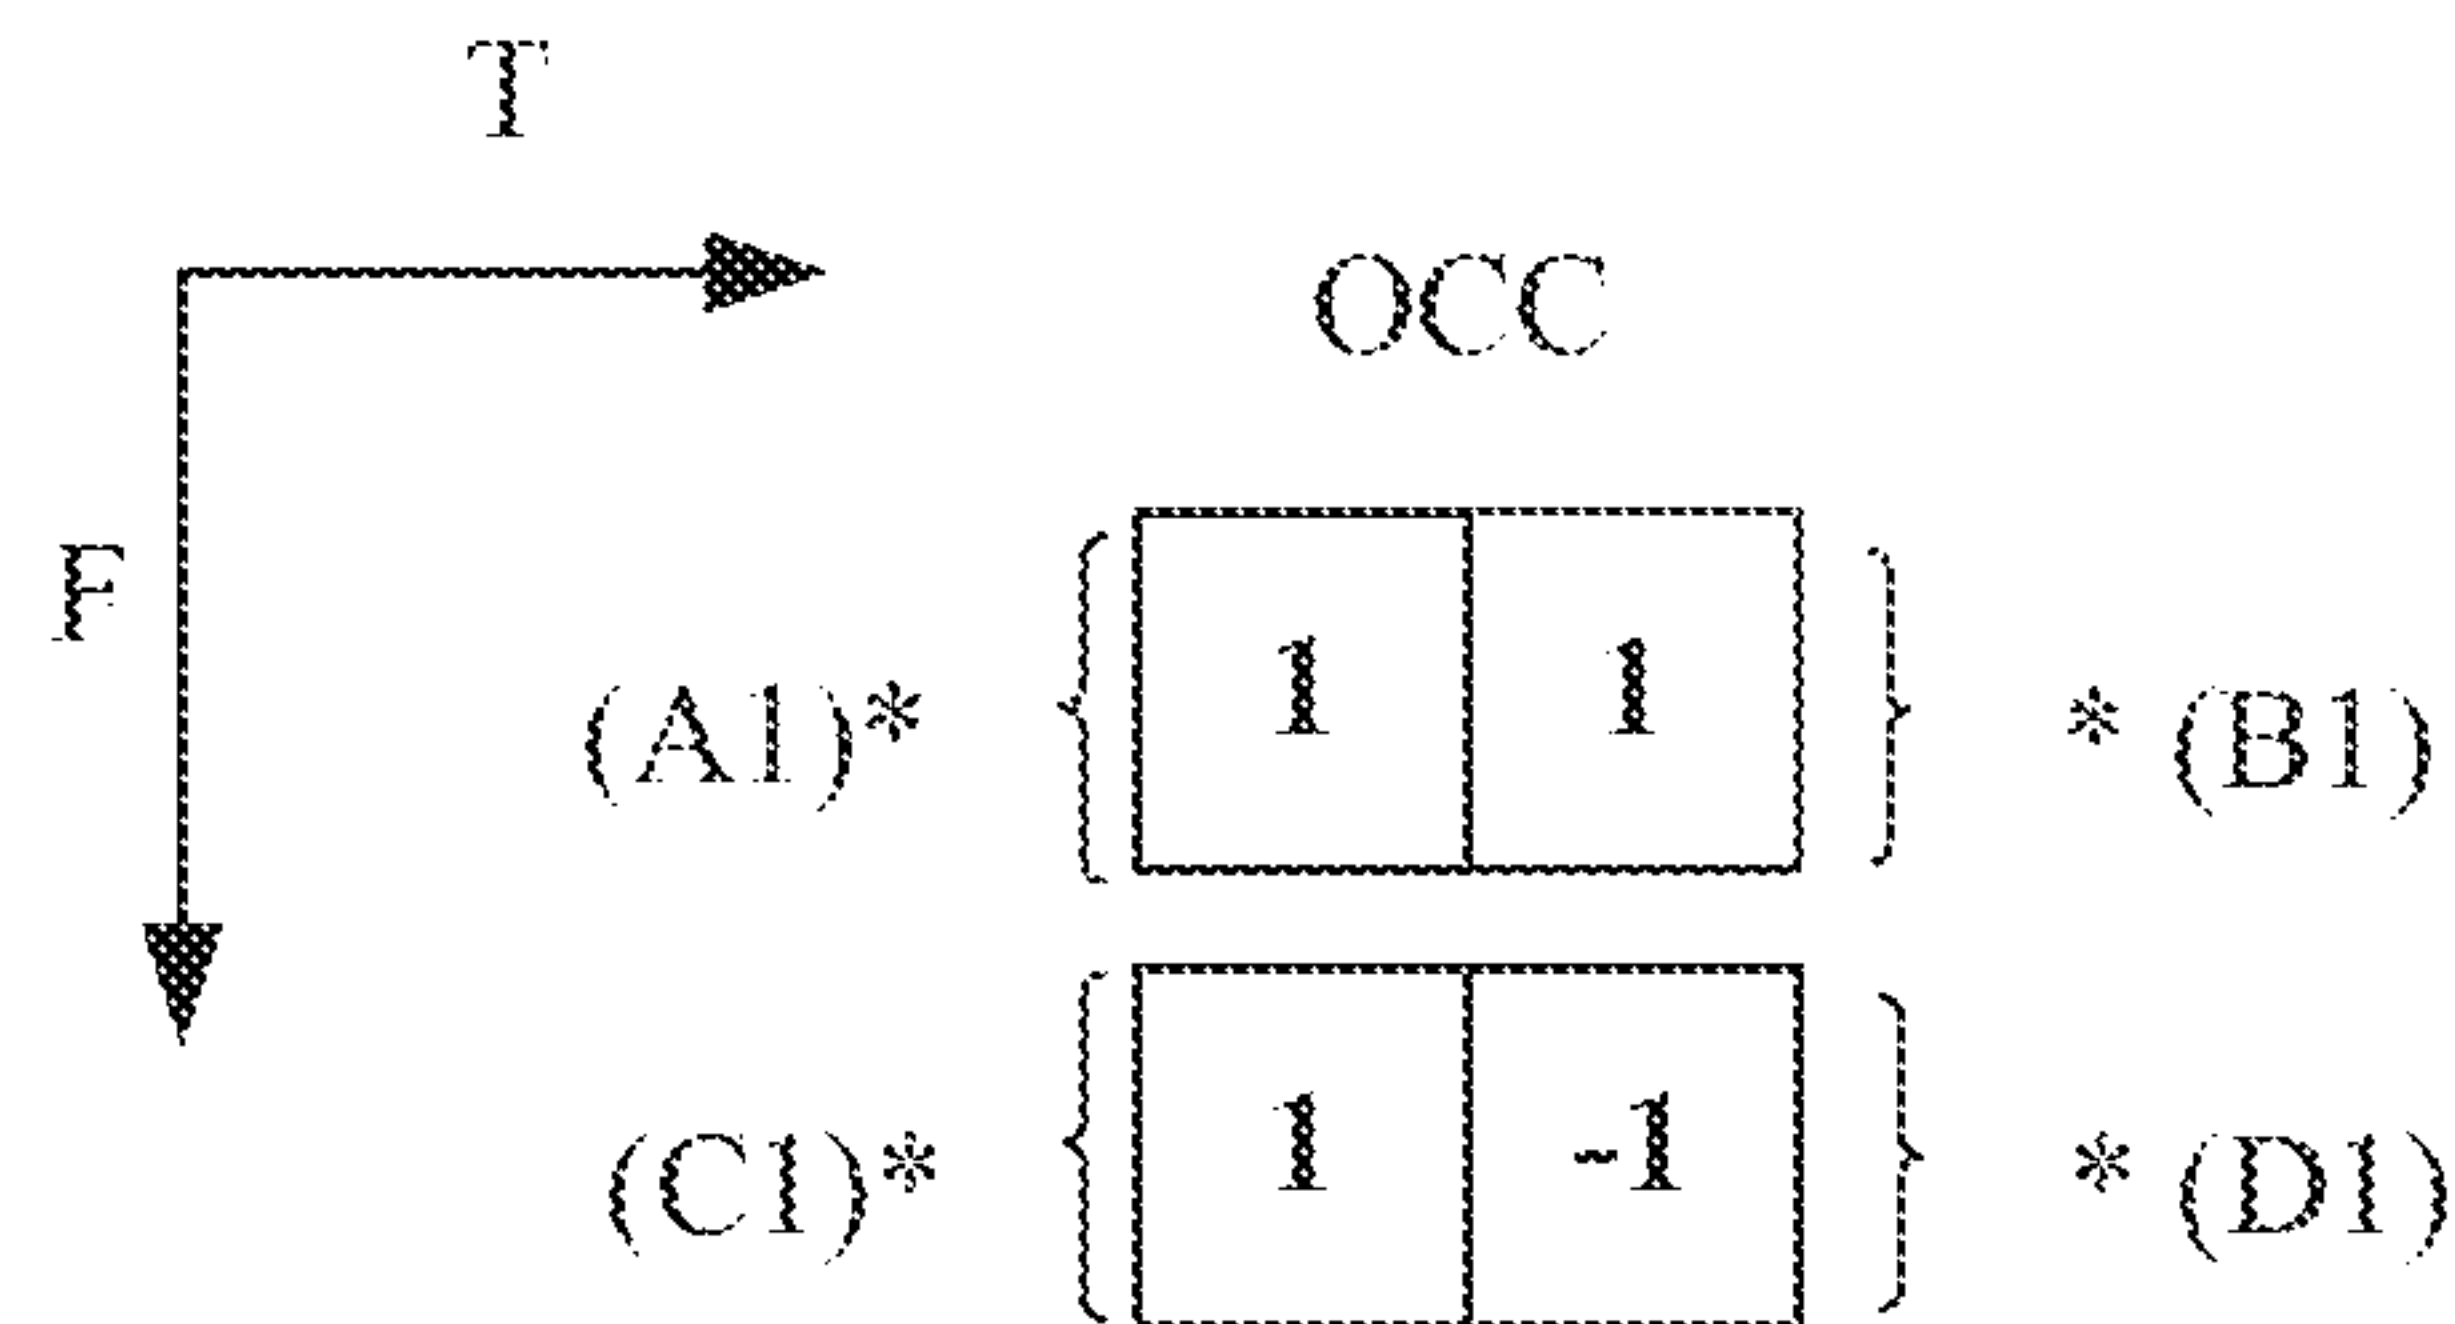 T
OCC
F
(A1)* { 1 1 } * (B1)
(C1)* { 1 -1 } * (D1)